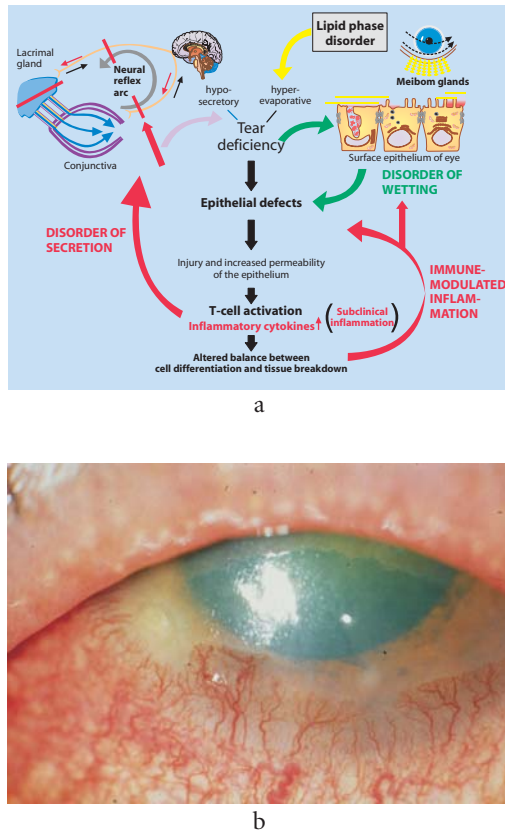 Lacrimal
gland
Neural
reflex
arc
Conjunctiva
Lipid phase
disorder
Meibom glands
hypo-
secretory
hyper-
evaporative
Tear
deficiency
Surface epithelium of eye
DISORDER OF
WETTING
Epithelial defects
DISORDER OF
SECRETION
Injury and increased permeability
of the epithelium
IMMUNE-
MODULATED
INFLAM-
MATION
T-cell activation
Inflammatory cytokines
(Subclinical
inflammation)
Altered balance between
cell differentiation and tissue breakdown
a
b